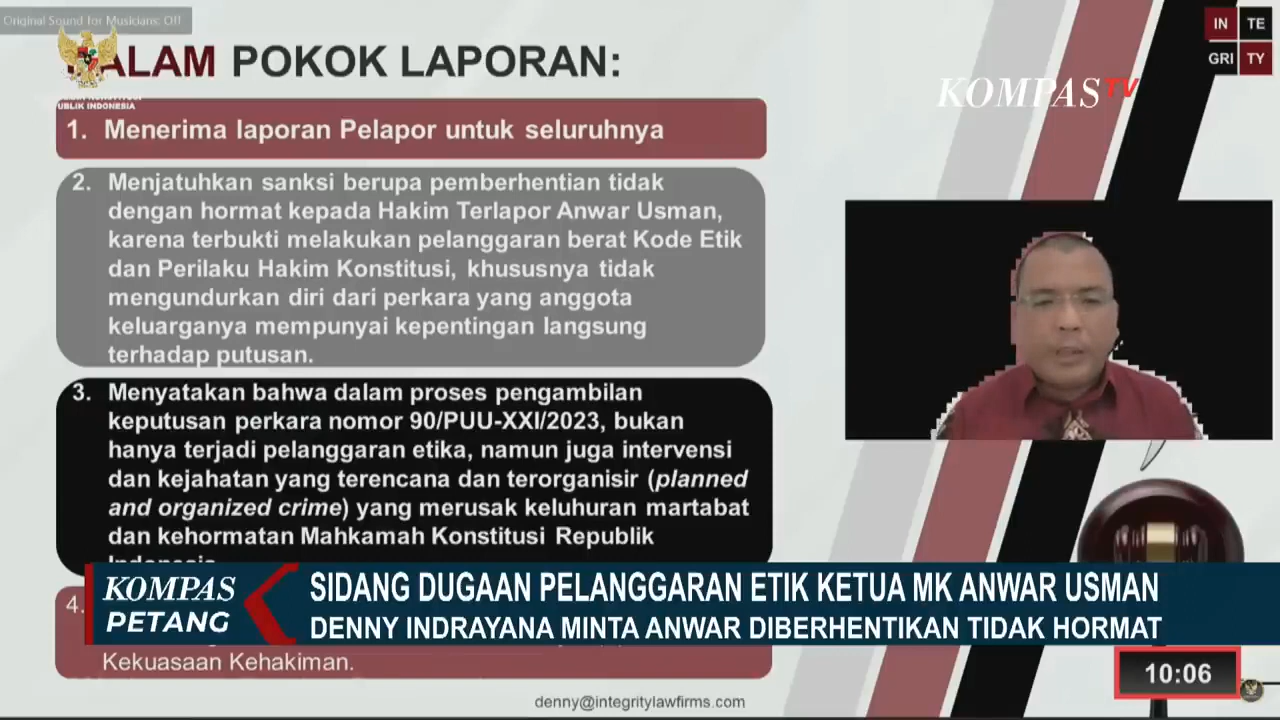 Original Sound for Musicians: Off
DALAM POKOK LAPORAN:
UBLIK INDONESIA
IN TE
GRI TY
KOMPAS TV
1. Menerima laporan Pelapor untuk seluruhnya
2. Menjatuhkan sanksi berupa pemberhentian tidak
dengan hormat kepada Hakim Terlapor Anwar Usman,
karena terbukti melakukan pelanggaran berat Kode Etik
dan Perilaku Hakim Konstitusi, khususnya tidak
mengundurkan diri dari perkara yang anggota
keluarganya mempunyai kepentingan langsung
terhadap putusan.
3. Menyatakan bahwa dalam proses pengambilan
keputusan perkara nomor 90/PUU-XXI/2023, bukan
hanya terjadi pelanggaran etika, namun juga intervensi
dan kejahatan yang terencana dan terorganisir (planned
and organized crime) yang merusak keluhuran martabat
dan kehormatan Mahkamah Konstitusi Republik
Indonesia.
4.
Kekuasaan Kehakiman.
KOMPAS
PETANG
SIDANG DUGAAN PELANGGARAN ETIK KETUA MK ANWAR USMAN
DENNY INDRAYANA MINTA ANWAR DIBERHENTIKAN TIDAK HORMAT
10:06
denny@integritylawfirms.com